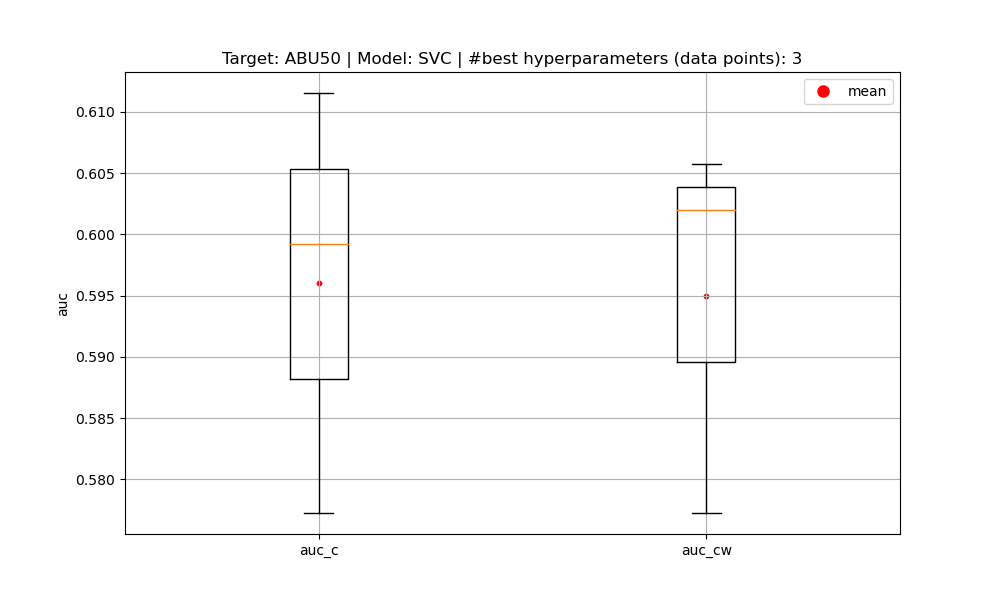 Target: ABU50 | Model: SVC | #best hyperparameters (data points): 3
mean
0.610
0.605
0.600
0.595
0.590
0.585
0.580
auc
auc_c
auc_cw